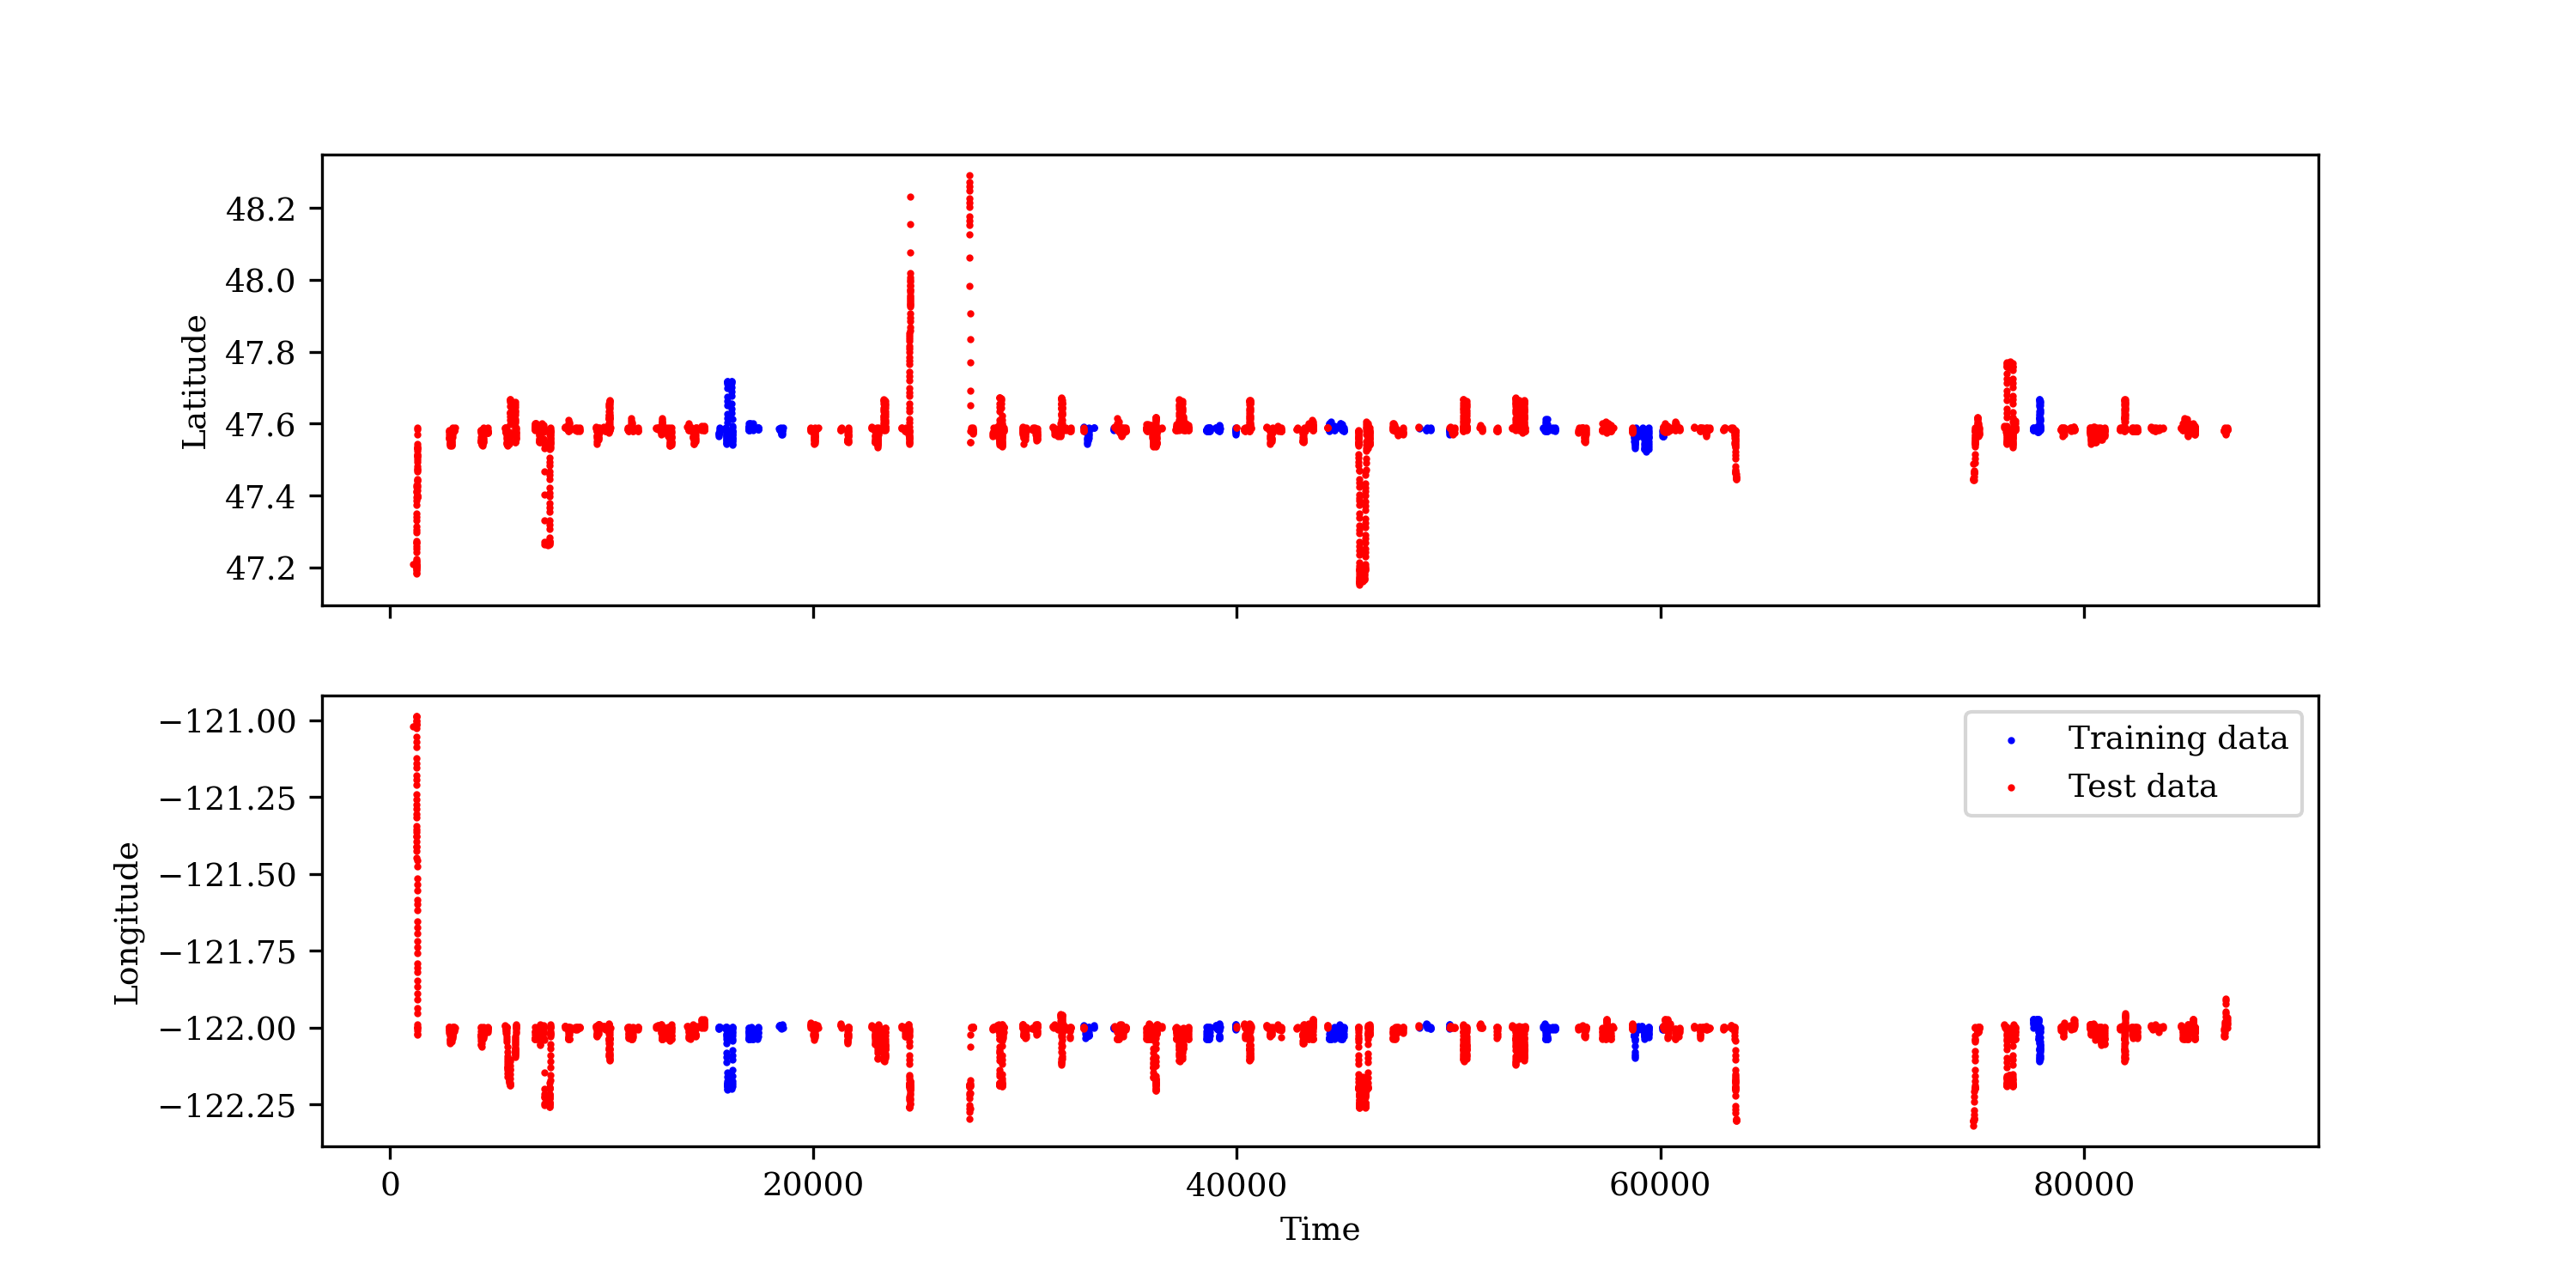 48.2
48.0
47.8
47.6
47.4
47.2
Latitude
−121.00
−121.25
−121.50
−121.75
−122.00
−122.25
Longitude
Training data
Test data
0 20000 40000 60000 80000
Time